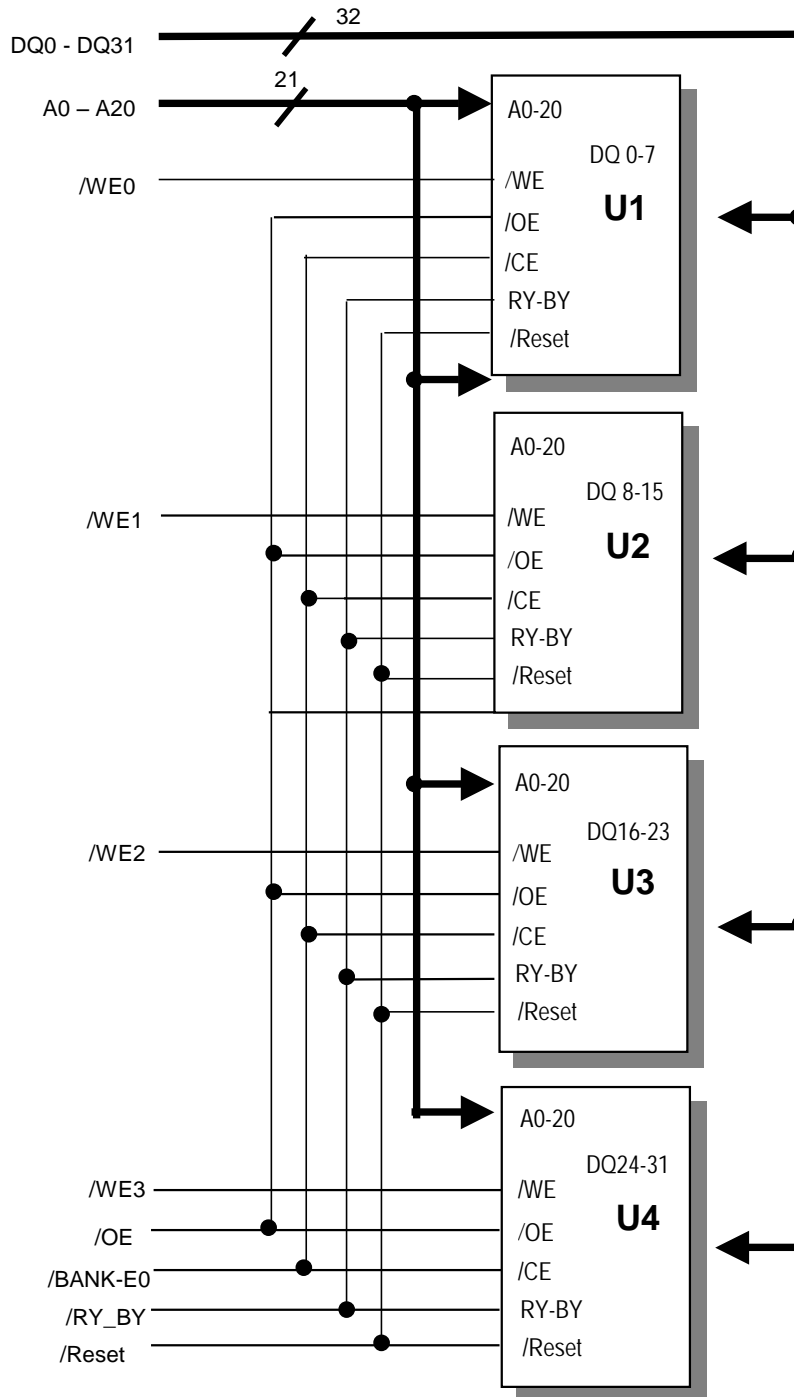 32
DQ0 - DQ31
21
A0 – A20
A0-20
DQ 0-7
/WE0
/WE
U1
/OE
/CE
RY-BY
/Reset
A0-20
DQ 8-15
/WE1
/WE
U2
/OE
/CE
RY-BY
/Reset
A0-20
DQ16-23
/WE2
/WE
U3
/OE
/CE
RY-BY
/Reset
A0-20
DQ24-31
/WE3
/WE
U4
/OE
/OE
/BANK-E0
/CE
/RY_BY
RY-BY
/Reset
/Reset